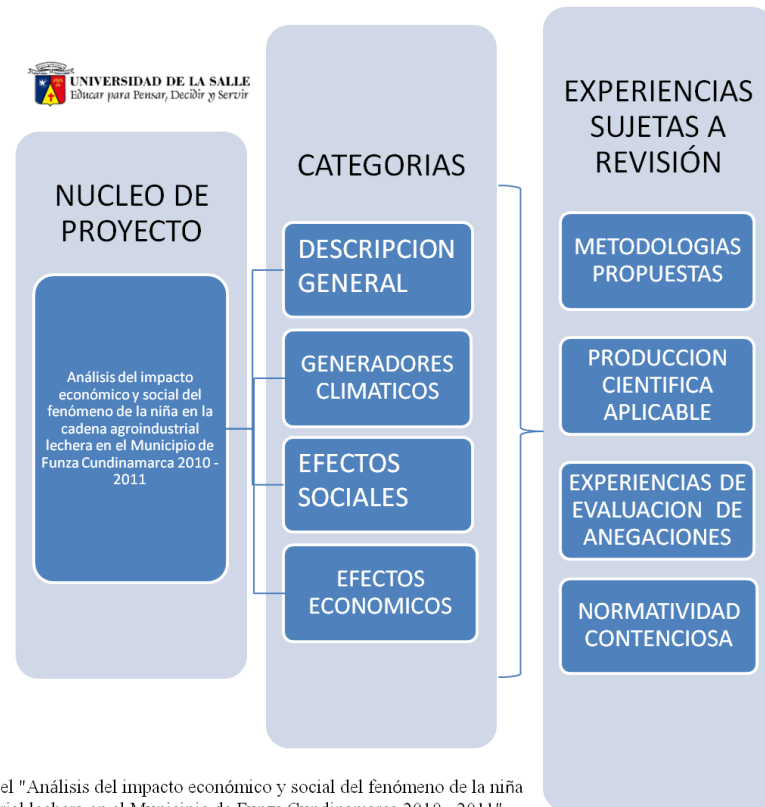 UNIVERSIDAD DE LA SALLE
Educar para Pensar, Decidir y Servir
NUCLEO DE
PROYECTO
Análisis del impacto
económico y social del
fenómeno de la niña en la
cadena agroindustrial
lechera en el Municipio de
Funza Cundinamarca 2010 -
2011
CATEGORIAS
DESCRIPCION
GENERAL
GENERADORES
CLIMATICOS
EFECTOS
SOCIALES
EFECTOS
ECONOMICOS
EXPERIENCIAS
SUJETAS A
REVISIÓN
METODOLOGIAS
PROPUESTAS
PRODUCCION
CIENTIFICA
APLICABLE
EXPERIENCIAS DE
EVALUACION DE
ANEGACIONES
NORMATIVIDAD
CONTENCIOSA
el "Análisis del impacto económico y social del fenómeno de la niña